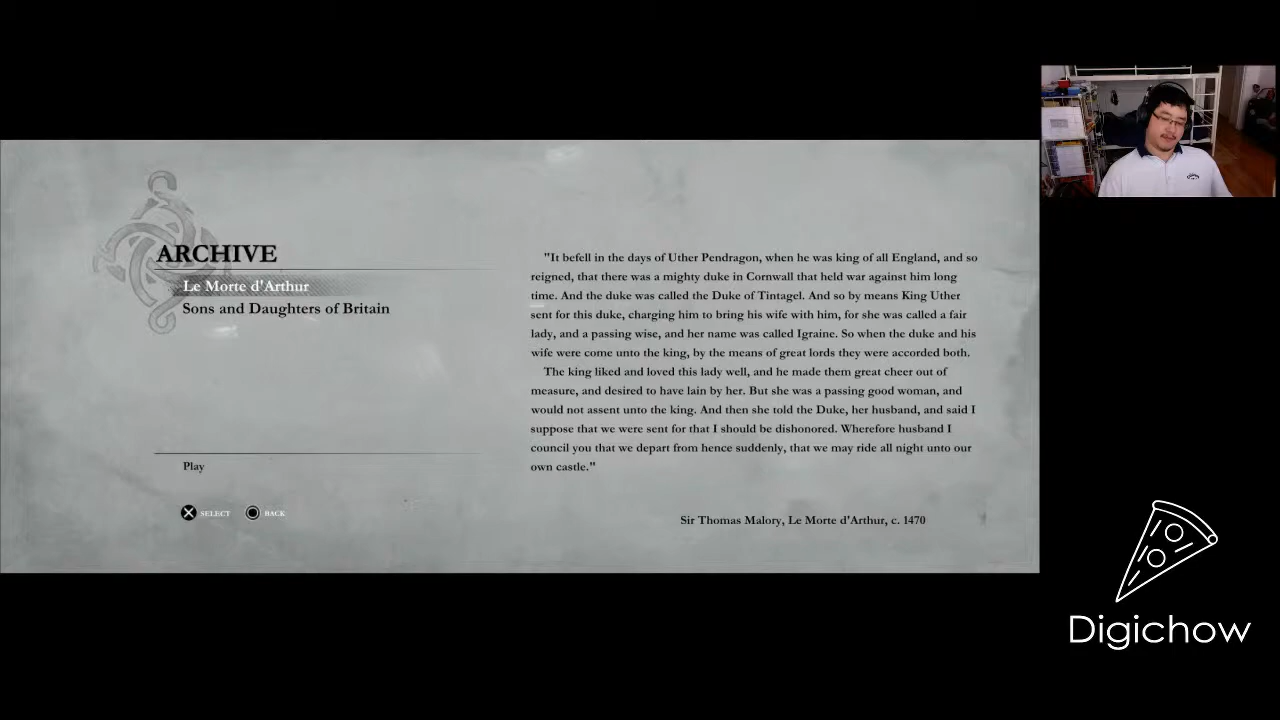 ARCHIVE
Le Morte d'Arthur
Sons and Daughters of Britain
Play
SELECT BACK
"It befell in the days of Uther Pendragon, when he was king of all England, and so
reigned, that there was a mighty duke in Cornwall that held war against him long
time. And the duke was called the Duke of Tintagel. And so by means King Uther
sent for this duke, charging him to bring his wife with him, for she was called a fair
lady, and a passing wise, and her name was called Igraine. So when the duke and his
wife were come unto the king, by the means of great lords they were accorded both.
The king liked and loved this lady well, and he made them great cheer out of
measure, and desired to have lain by her. But she was a passing good woman, and
would not assent unto the king. And then she told the Duke, her husband, and said I
suppose that we were sent for that I should be dishonored. Wherefore husband I
council you that we depart from hence suddenly, that we may ride all night unto our
own castle."
Sir Thomas Malory, Le Morte d'Arthur, c. 1470
Digichow